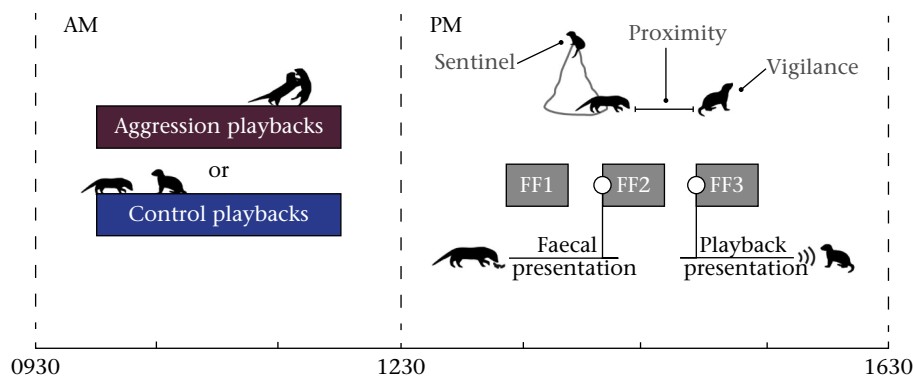 AM
Aggression playbacks
or
Control playbacks
PM
Sentinel
Proximity
Vigilance
FF1
FF2
FF3
Faecal
presentation
Playback
presentation
0930
1230
1630